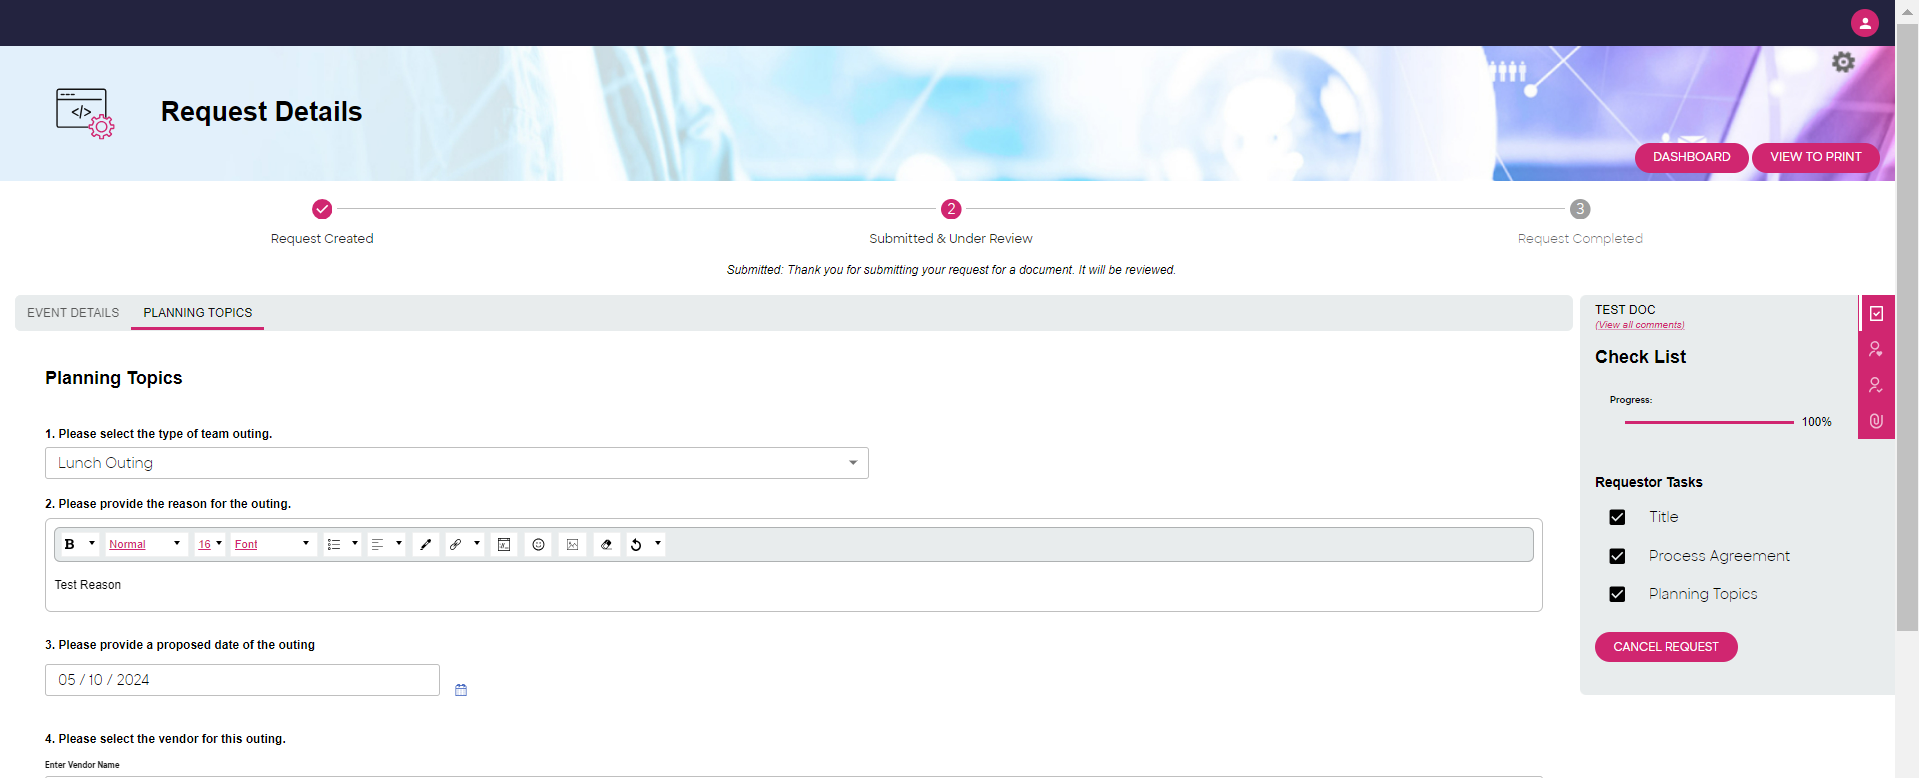 </>
Request Details
DASHBOARD
VIEW TO PRINT
2
3
Request Created
Submitted & Under Review
Request Completed
Submitted: Thank you for submitting your request for a document. It will be reviewed.
EVENT DETAILS
PLANNING TOPICS
Planning Topics
1. Please select the type of team outing.
Lunch Outing
2. Please provide the reason for the outing.
B
Normal
16
Font
Test Reason
3. Please provide a proposed date of the outing
05 / 10 / 2024
4. Please select the vendor for this outing.
Enter Vendor Name
TEST DOC
(View all comments)
Check List
Progress:
100%
Requestor Tasks
Title
Process Agreement
Planning Topics
CANCEL REQUEST